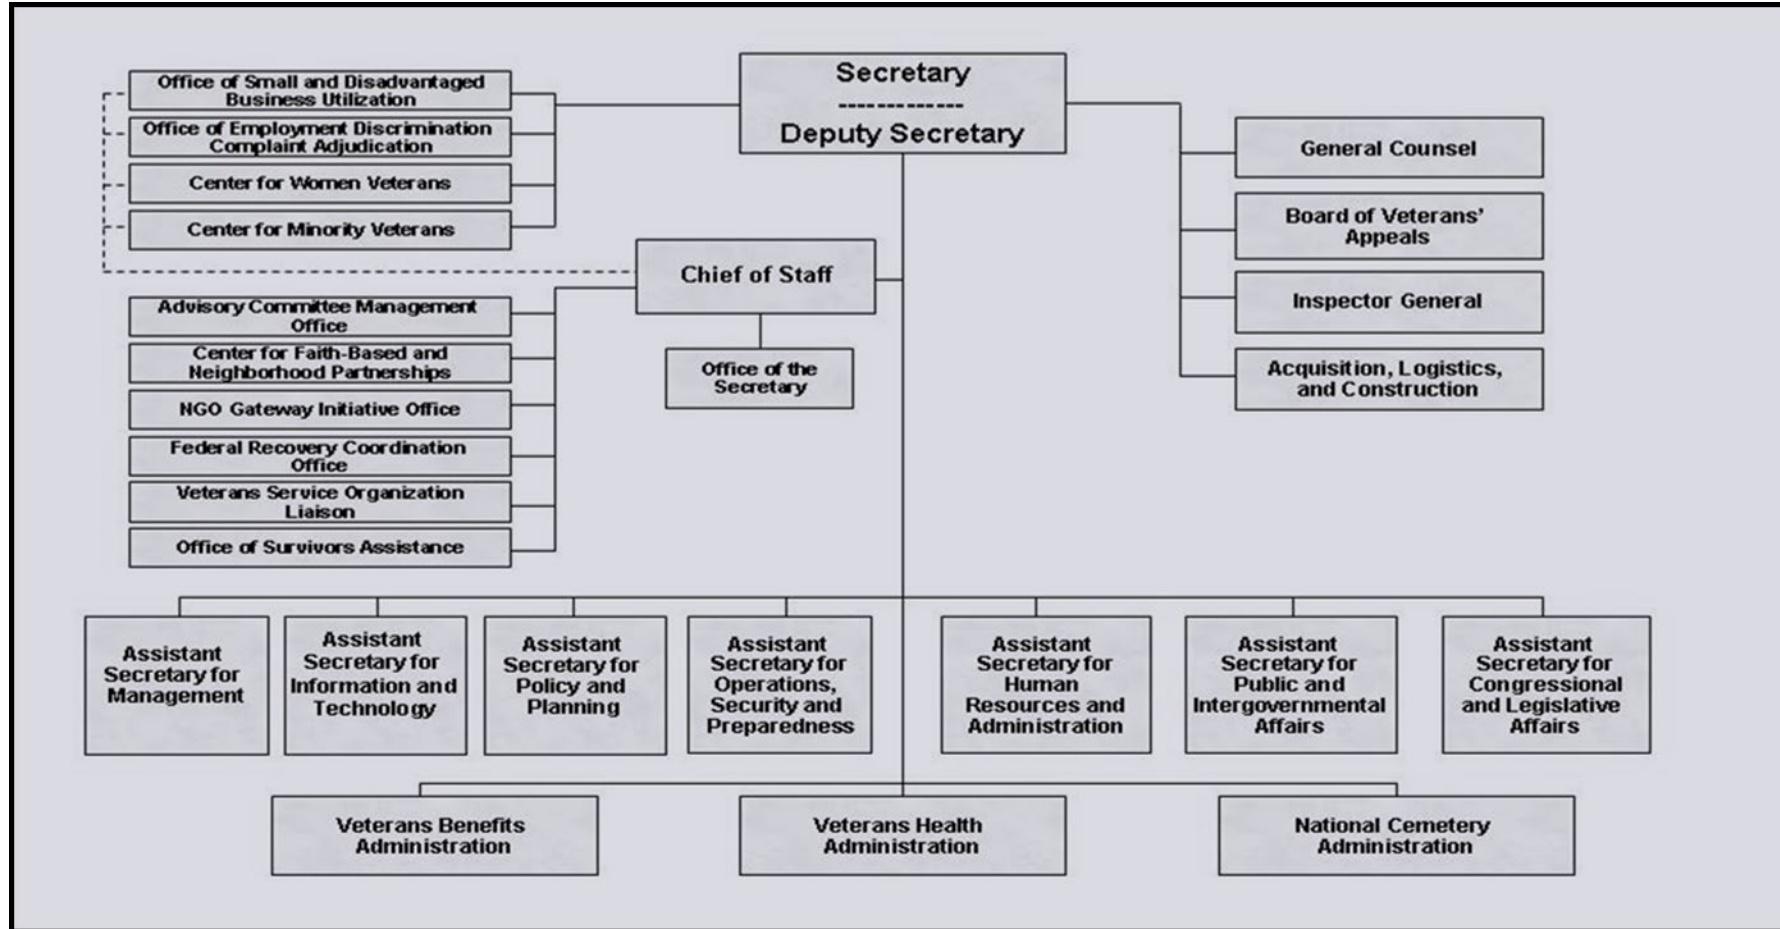 Secretary
-------------
Deputy Secretary
Office of Small and Disadvantaged
Business Utilization
Office of Employment Discrimination
Complaint Adjudication
Center for Women Veterans
Center for Minority Veterans
General Counsel
Board of Veterans’
Appeals
Inspector General
Acquisition, Logistics,
and Construction
Chief of Staff
Office of the
Secretary
Advisory Committee Management
Office
Center for Faith-Based and
Neighborhood Partnerships
NGO Gateway Initiative Office
Federal Recovery Coordination
Office
Veterans Service Organization
Liaison
Office of Survivors Assistance
Assistant
Secretary for
Management
Assistant
Secretary for
Information and
Technology
Assistant
Secretary for
Policy and
Planning
Assistant
Secretary for
Operations,
Security and
Preparedness
Assistant
Secretary for
Human
Resources and
Administration
Assistant
Secretary for
Public and
Intergovernmental
Affairs
Assistant
Secretary for
Congressional
and Legislative
Affairs
Veterans Benefits
Administration
Veterans Health
Administration
National Cemetery
Administration